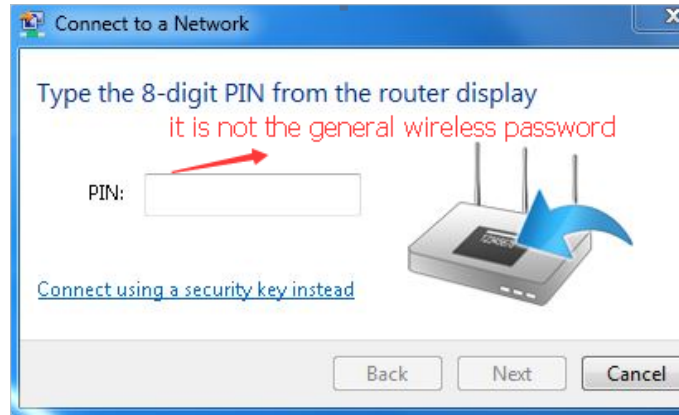 Connect to a Network
X
Type the 8-digit PIN from the router display
it is not the general wireless password
PIN:
12345670
Connect using a security key instead
Back Next Cancel